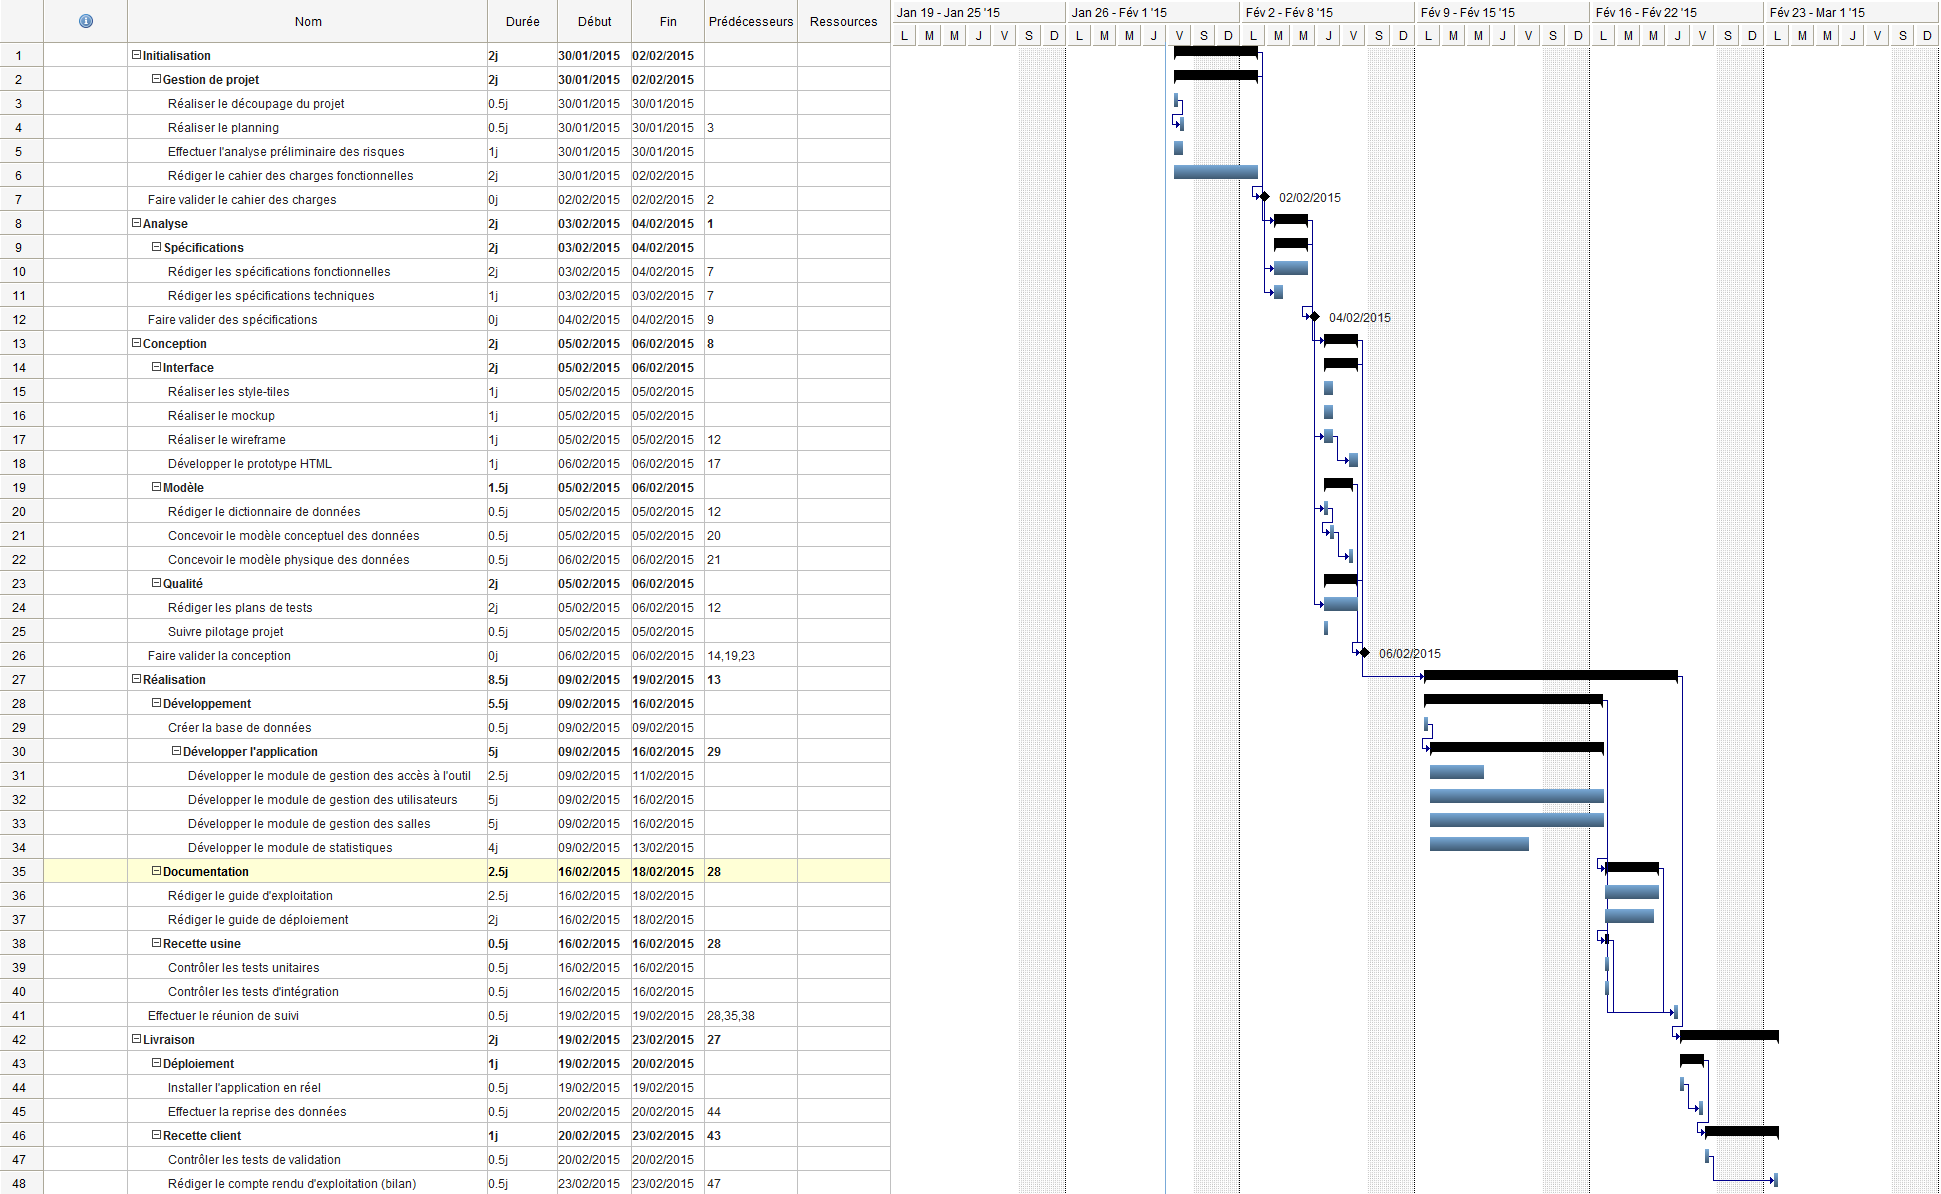 Nom Durée Début Fin Prédécesseurs Ressources
Jan 19 - Jan 25 '15 Jan 26 - Fév 1 '15 Fév 2 - Fév 8 '15 Fév 9 - Fév 15 '15 Fév 16 - Fév 22 '15 Fév 23 - Mar 1 '15
L M M J V S D L M M J V S D L M M J V S D L M M J V S D L M M J V S D L M M J V S D
1 Initialisation 2j 30/01/2015 02/02/2015
2 Gestion de projet 2j 30/01/2015 02/02/2015
3 Réaliser le découpage du projet 0.5j 30/01/2015 30/01/2015
4 Réaliser le planning 0.5j 30/01/2015 30/01/2015 3
5 Effectuer l'analyse préliminaire des risques 1j 30/01/2015 30/01/2015
6 Rédiger le cahier des charges fonctionnelles 2j 30/01/2015 02/02/2015
7 Faire valider le cahier des charges 0j 02/02/2015 02/02/2015 2 02/02/2015
8 Analyse 2j 03/02/2015 04/02/2015 1
9 Spécifications 2j 03/02/2015 04/02/2015
10 Rédiger les spécifications fonctionnelles 2j 03/02/2015 04/02/2015 7
11 Rédiger les spécifications techniques 1j 03/02/2015 03/02/2015 7
12 Faire valider des spécifications 0j 04/02/2015 04/02/2015 9 04/02/2015
13 Conception 2j 05/02/2015 06/02/2015 8
14 Interface 2j 05/02/2015 06/02/2015
15 Réaliser les style-tiles 1j 05/02/2015 05/02/2015
16 Réaliser le mockup 1j 05/02/2015 05/02/2015
17 Réaliser le wireframe 1j 05/02/2015 05/02/2015 12
18 Développer le prototype HTML 1j 06/02/2015 06/02/2015 17
19 Modèle 1.5j 05/02/2015 06/02/2015
20 Rédiger le dictionnaire de données 0.5j 05/02/2015 05/02/2015 12
21 Concevoir le modèle conceptuel des données 0.5j 05/02/2015 05/02/2015 20
22 Concevoir le modèle physique des données 0.5j 06/02/2015 06/02/2015 21
23 Qualité 2j 05/02/2015 06/02/2015
24 Rédiger les plans de tests 2j 05/02/2015 06/02/2015 12
25 Suivre pilotage projet 0.5j 05/02/2015 05/02/2015
26 Faire valider la conception 0j 06/02/2015 06/02/2015 14,19,23 06/02/2015
27 Réalisation 8.5j 09/02/2015 19/02/2015 13
28 Développement 5.5j 09/02/2015 16/02/2015
29 Créer la base de données 0.5j 09/02/2015 09/02/2015
30 Développer l'application 5j 09/02/2015 16/02/2015 29
31 Développer le module de gestion des accès à l'outil 2.5j 09/02/2015 11/02/2015
32 Développer le module de gestion des utilisateurs 5j 09/02/2015 16/02/2015
33 Développer le module de gestion des salles 5j 09/02/2015 16/02/2015
34 Développer le module de statistiques 4j 09/02/2015 13/02/2015
35 Documentation 2.5j 16/02/2015 18/02/2015 28
36 Rédiger le guide d'exploitation 2.5j 16/02/2015 18/02/2015
37 Rédiger le guide de déploiement 2j 16/02/2015 18/02/2015
38 Recette usine 0.5j 16/02/2015 16/02/2015 28
39 Contrôler les tests unitaires 0.5j 16/02/2015 16/02/2015
40 Contrôler les tests d'intégration 0.5j 16/02/2015 16/02/2015
41 Effectuer le réunion de suivi 0.5j 19/02/2015 19/02/2015 28,35,38
42 Livraison 2j 19/02/2015 23/02/2015 27
43 Déploiement 1j 19/02/2015 20/02/2015
44 Installer l'application en réel 0.5j 19/02/2015 19/02/2015
45 Effectuer la reprise des données 0.5j 20/02/2015 20/02/2015 44
46 Recette client 1j 20/02/2015 23/02/2015 43
47 Contrôler les tests de validation 0.5j 20/02/2015 20/02/2015
48 Rédiger le compte rendu d'exploitation (bilan) 0.5j 23/02/2015 23/02/2015 47